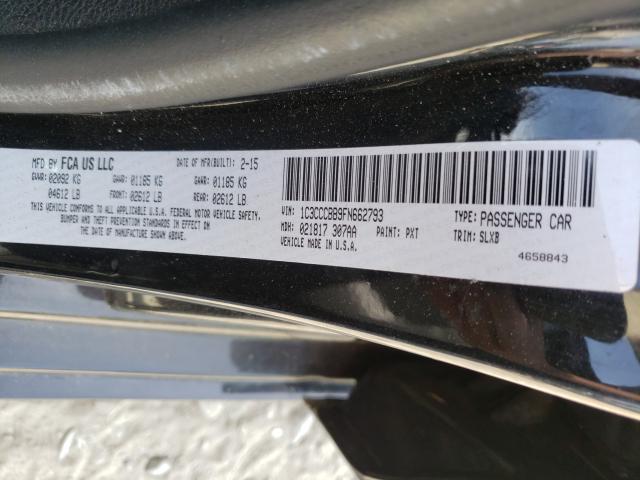 MFD BY FCA US LLC
DATE OF MFR(BUILT): 2-15
GVWR: 02092 KG
GAWR: 01185 KG
GAWR: 01185 KG
04612 LB
FRONT: 02612 LB
REAR: 02612 LB
THIS VEHICLE CONFORMS TO ALL APPLICABLE U.S.A. FEDERAL MOTOR VEHICLE SAFETY,
BUMPER AND THEFT PREVENTION STANDARDS IN EFFECT ON
THE DATE OF MANUFACTURE SHOWN ABOVE.
VIN: 1C3CCCBB9FN662793
TYPE: PASSENGER CAR
MDH: 021817 307AA
PAINT: PXT
TRIM: SLXB
VEHICLE MADE IN U.S.A.
4658843